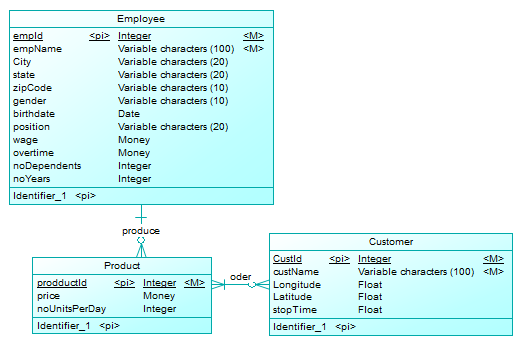 Employee
empId <pi> Integer <M>
empName Variable characters (100) <M>
City Variable characters (20)
state Variable characters (20)
zipCode Variable characters (10)
gender Variable characters (10)
birthdate Date
position Variable characters (20)
wage Money
overtime Money
noDependents Integer
noYears Integer
Identifier_1 <pi>
produce
Product
prodductId <pi> Integer <M>
price Money
noUnitsPerDay Integer
Identifier_1 <pi>
oder
Customer
CustId <pi> Integer <M>
custName Variable characters (100) <M>
Longitude Float
Latitude Float
stopTime Float
Identifier_1 <pi>